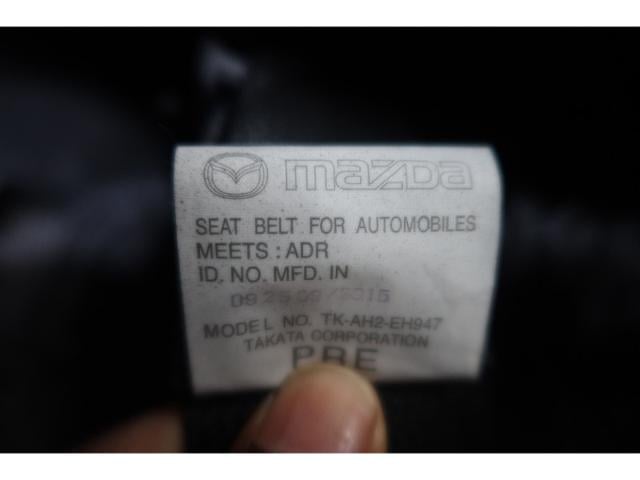 mazda
SEAT BELT FOR AUTOMOBILES
MEETS : ADR
ID. NO. MFD. IN
MODEL NO. TK-AH2-EH947
TAKATA CORPORATION
PRE